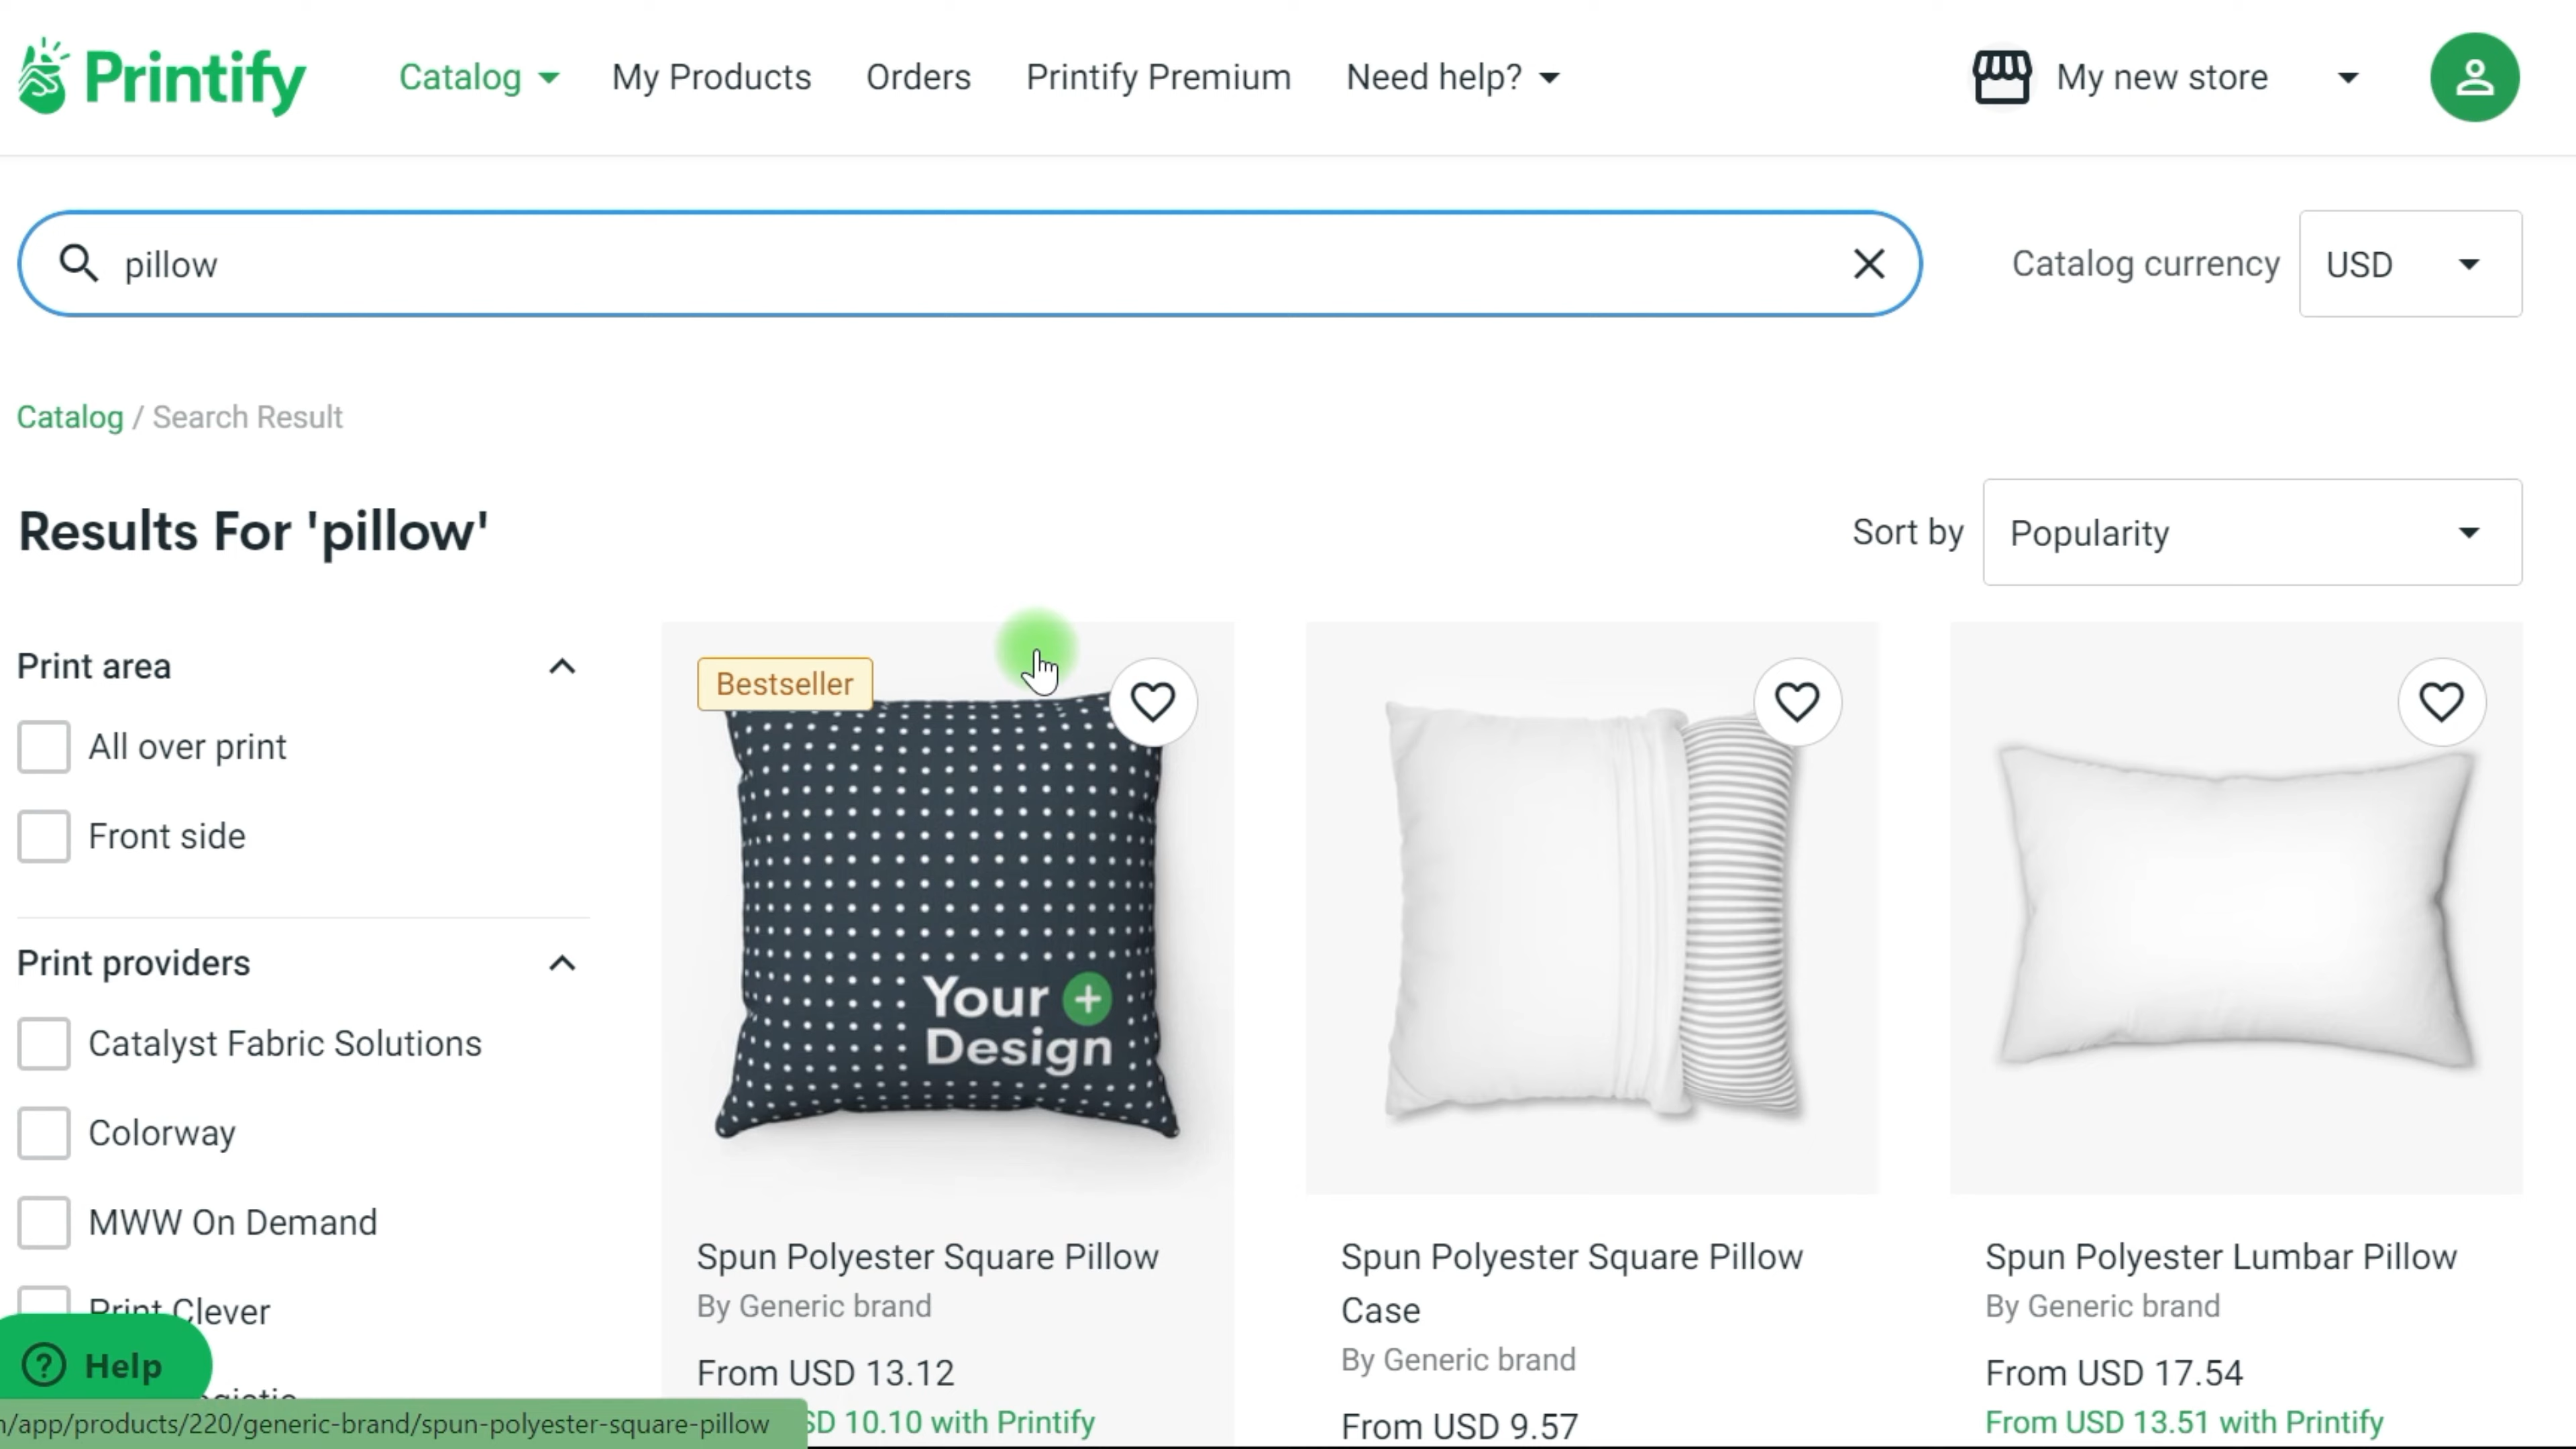 Printify
Catalog
My Products
Orders
Printify Premium
Need help?
My new store
pillow
Catalog currency
USD
Catalog / Search Result
Results For 'pillow'
Sort by
Popularity
Print area
All over print
Front side
Print providers
Catalyst Fabric Solutions
Colorway
MWW On Demand
Print Clever
Help
/app/products/220/generic-brand/spun-polyester-square-pillow
Bestseller
Your
Design
Spun Polyester Square Pillow
By Generic brand
From USD 13.12
10.10 with Printify
Spun Polyester Square Pillow
Case
By Generic brand
From USD 9.57
Spun Polyester Lumbar Pillow
By Generic brand
From USD 17.54
From USD 13.51 with Printify